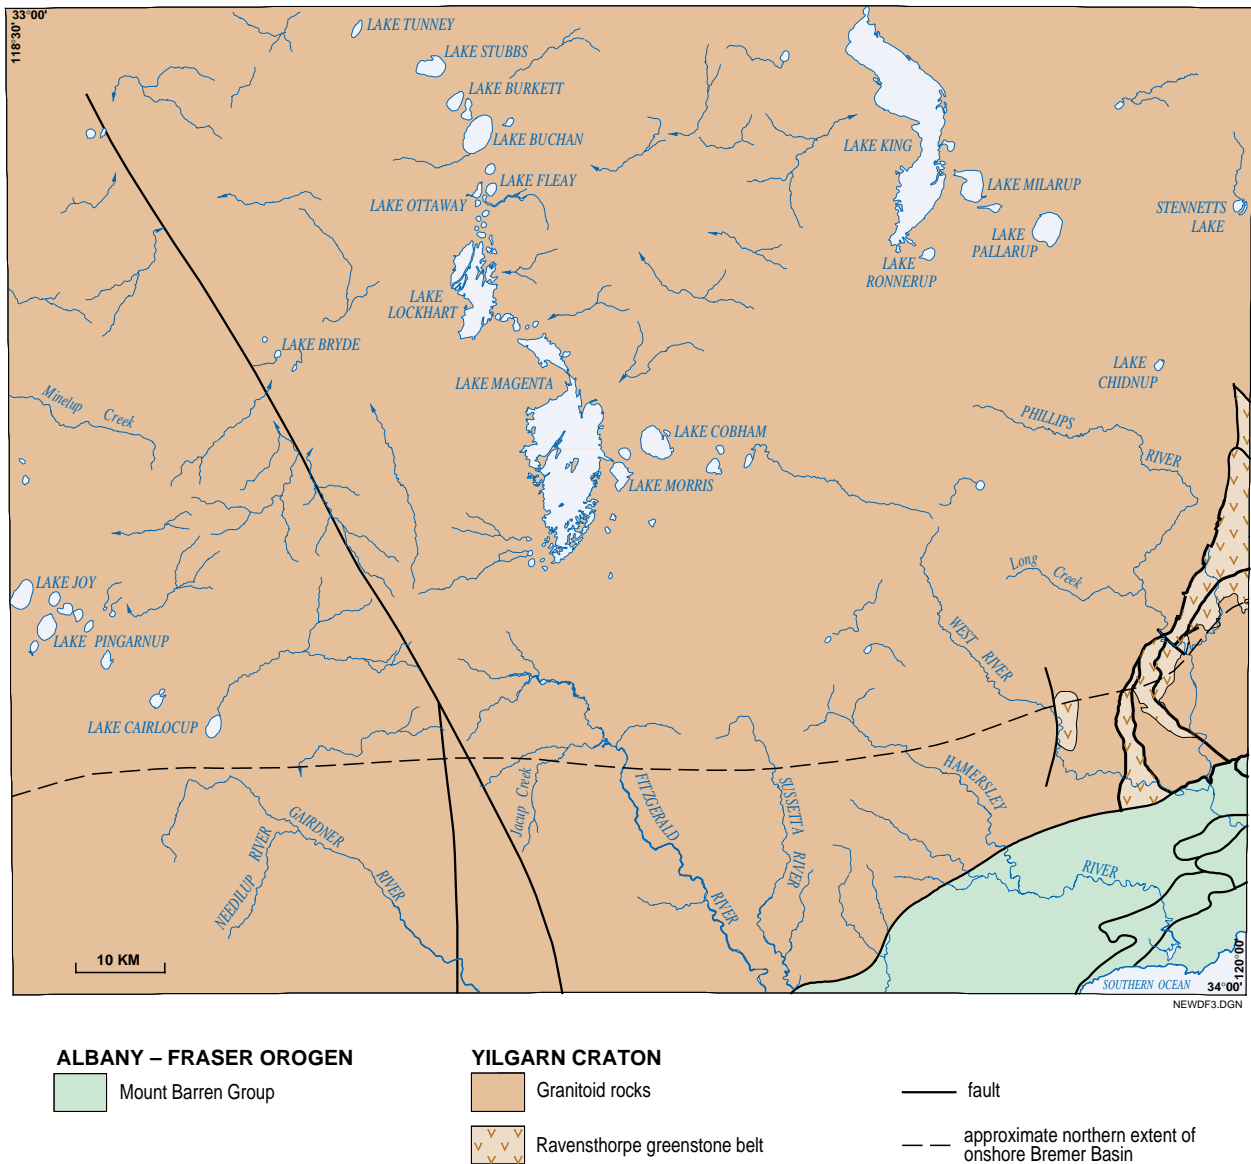 33°00'
118°30'
LAKE TUNNEY
LAKE STUBBS
LAKE BURKETT
LAKE BUCHAN
LAKE KING
LAKE FLEAY
LAKE OTTAWAY
LAKE MILARUP
STENNETTS
LAKE
LAKE
PALLARUP
LAKE
RONNERUP
LAKE
LOCKHART
LAKE BRYDE
LAKE MAGENTA
LAKE
CHIDNUP
Minelup Creek
PHILLIPS
RIVER
LAKE COBHAM
LAKE MORRIS
Long Creek
LAKE JOY
LAKE PINGARNUP
WEST RIVER
LAKE CAIRLOCUP
HAMERSLEY
RIVER
Jacup Creek
FITZGERALD
RIVER
SUSSETTA
RIVER
GAIRDNER
RIVER
NEEDILUP RIVER
10 KM
SOUTHERN OCEAN
120°00'
34°00'
NEWDF3.DGN
ALBANY – FRASER OROGEN
Mount Barren Group
YILGARN CRATON
Granitoid rocks
Ravensthorpe greenstone belt
fault
approximate northern extent of
onshore Bremer Basin